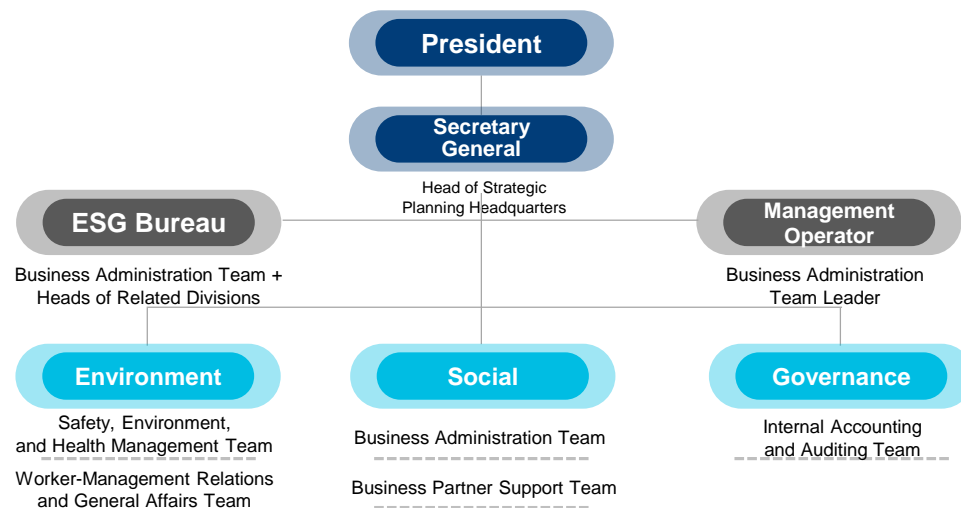 President
Secretary
General
Head of Strategic
Planning Headquarters
ESG Bureau
Business Administration Team +
Heads of Related Divisions
Management
Operator
Business Administration
Team Leader
Environment
Safety, Environment,
and Health Management Team
Worker-Management Relations
and General Affairs Team
Social
Business Administration Team
Business Partner Support Team
Governance
Internal Accounting
and Auditing Team